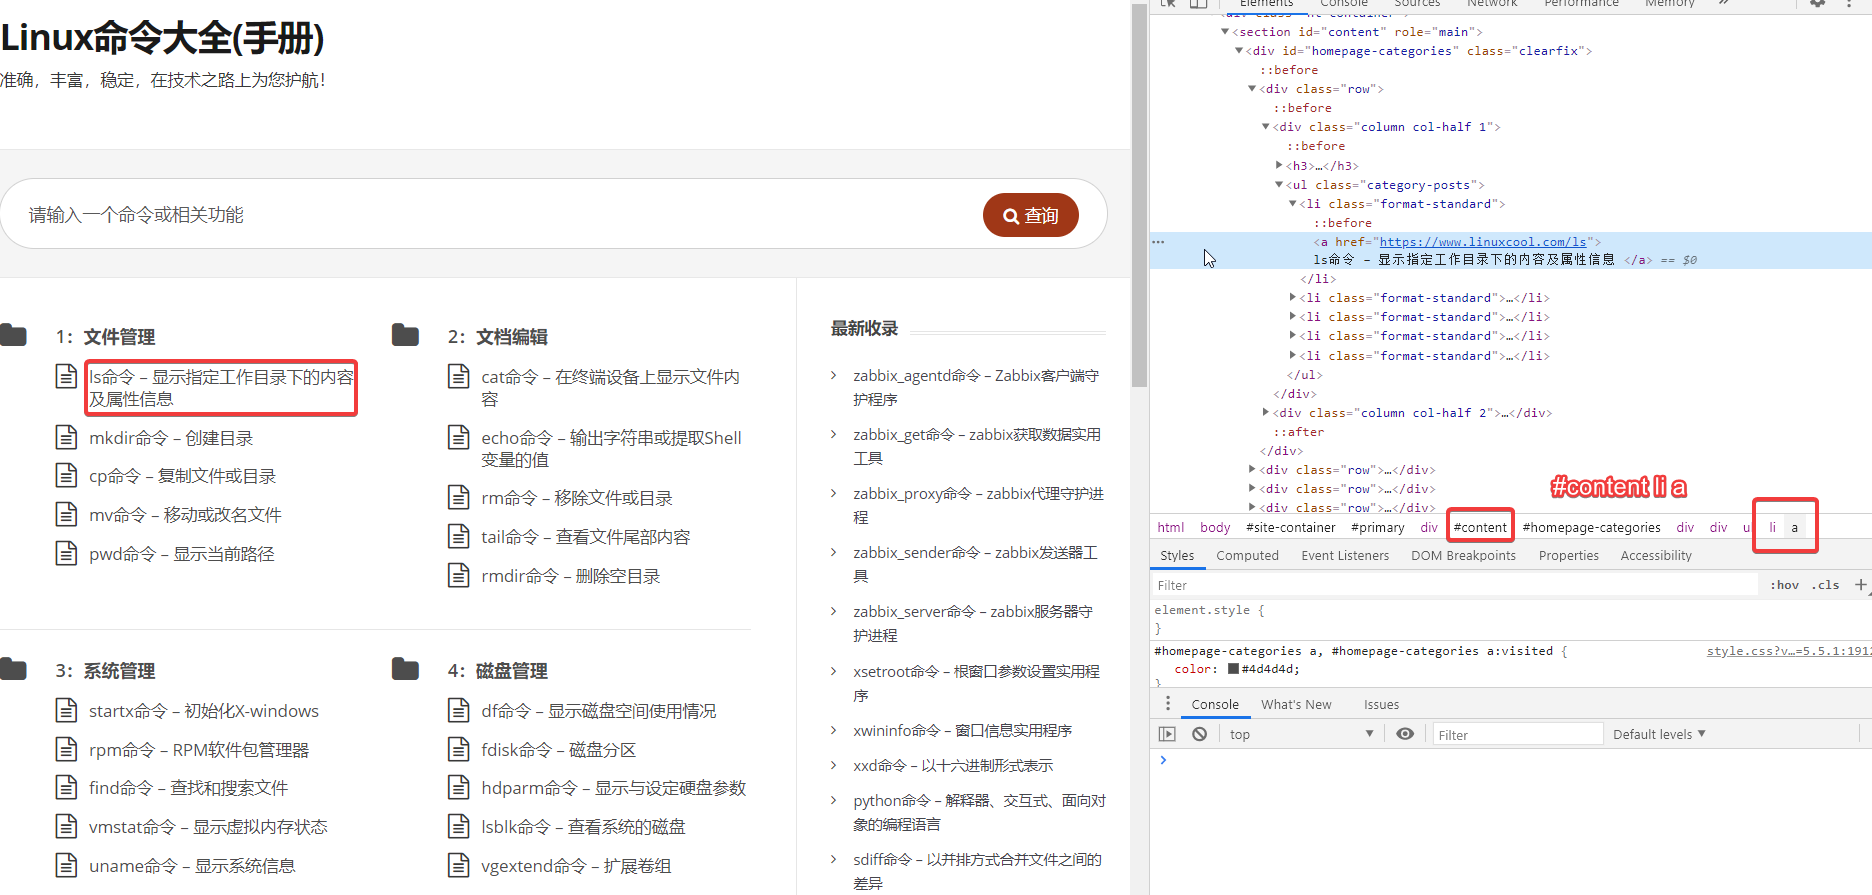 Linux命令大全(手册)
准确，丰富，稳定，在技术之路上为您护航！
请输入一个命令或相关功能
查询
1：文件管理
ls命令 – 显示指定工作目录下的内容
及属性信息
mkdir命令 – 创建目录
cp命令 – 复制文件或目录
mv命令 – 移动或改名文件
pwd命令 – 显示当前路径
2：文档编辑
cat命令 – 在终端设备上显示文件内
容
echo命令 – 输出字符串或提取Shell
变量的值
rm命令 – 移除文件或目录
tail命令 – 查看文件尾部内容
rmdir命令 – 删除空目录
3：系统管理
startx命令 – 初始化X-windows
rpm命令 – RPM软件包管理器
find命令 – 查找和搜索文件
vmstat命令 – 显示虚拟内存状态
uname命令 – 显示系统信息
4：磁盘管理
df命令 – 显示磁盘空间使用情况
fdisk命令 – 磁盘分区
hdparm命令 – 显示与设定硬盘参数
lsblk命令 – 查看系统的磁盘
vgextend命令 – 扩展卷组
最新收录
zabbix_agentd命令 – Zabbix客户端守
护程序
zabbix_get命令 – zabbix获取数据实用
工具
zabbix_proxy命令 – zabbix代理守护进
程
zabbix_sender命令 – zabbix发送器工
具
zabbix_server命令 – zabbix服务器守
护进程
xsetroot命令 – 根窗口参数设置实用程
序
xwininfo命令 – 窗口信息实用程序
xxd命令 – 以十六进制形式表示
python命令 – 解释器、交互式、面向对
象的编程语言
sdiff命令 – 以并排方式合并文件之间的
差异
Elements Console Sources Network Performance Memory »
<section id="content" role="main">
<div id="homepage-categories" class="clearfix">
::before
<div class="row">
::before
<div class="column col-half 1">
::before
<h3>…</h3>
<ul class="category-posts">
<li class="format-standard">
::before
<a href="https://www.linuxcool.com/ls">
ls命令 – 显示指定工作目录下的内容及属性信息 </a> == $0
</li>
<li class="format-standard">…</li>
<li class="format-standard">…</li>
<li class="format-standard">…</li>
<li class="format-standard">…</li>
</ul>
</div>
<div class="column col-half 2">…</div>
::after
</div>
<div class="row">…</div>
<div class="row">…</div>
<div class="row">…</div>
#content li a
html body #site-container #primary div #content #homepage-categories div div u li a
Styles Computed Event Listeners DOM Breakpoints Properties Accessibility
Filter :hov .cls +
element.style {
}
#homepage-categories a, #homepage-categories a:visited { style.css?v…=5.5.1:1912
color: #4d4d4d;
}
Console What's New Issues
top Filter Default levels